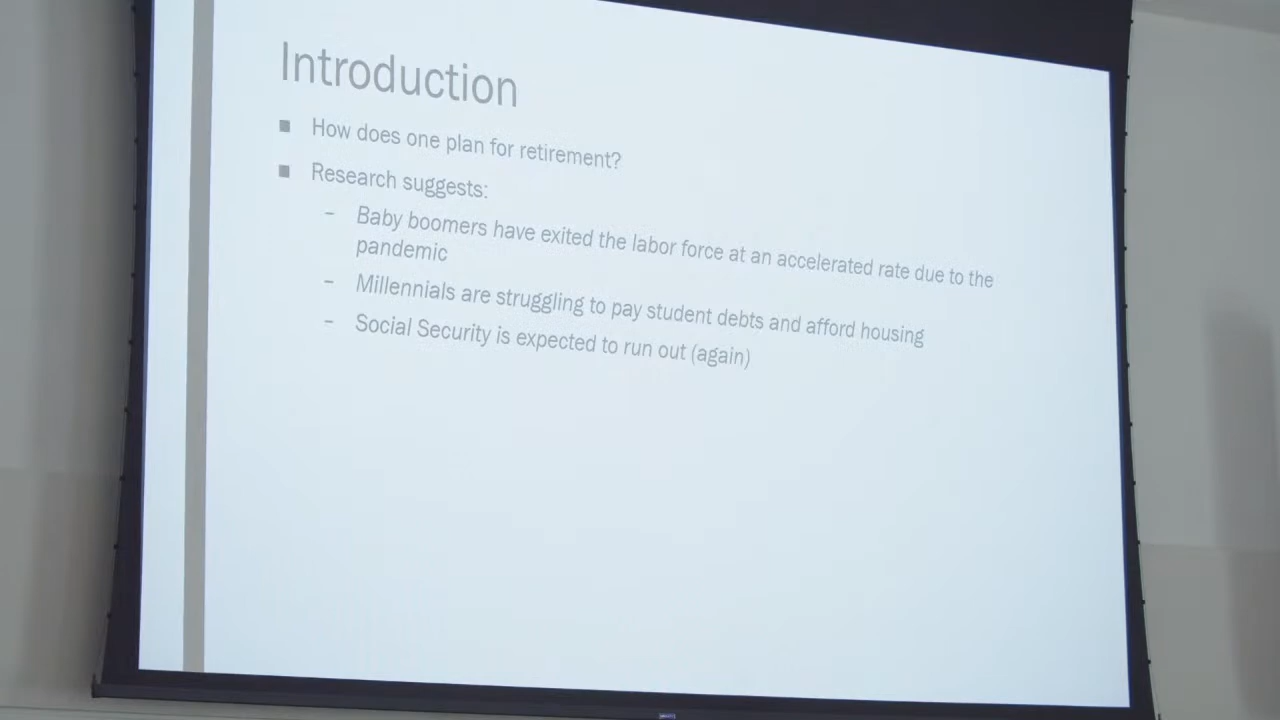 Introduction
■ How does one plan for retirement?
■ Research suggests:
– Baby boomers have exited the labor force at an accelerated rate due to the
pandemic
– Millennials are struggling to pay student debts and afford housing
– Social Security is expected to run out (again)